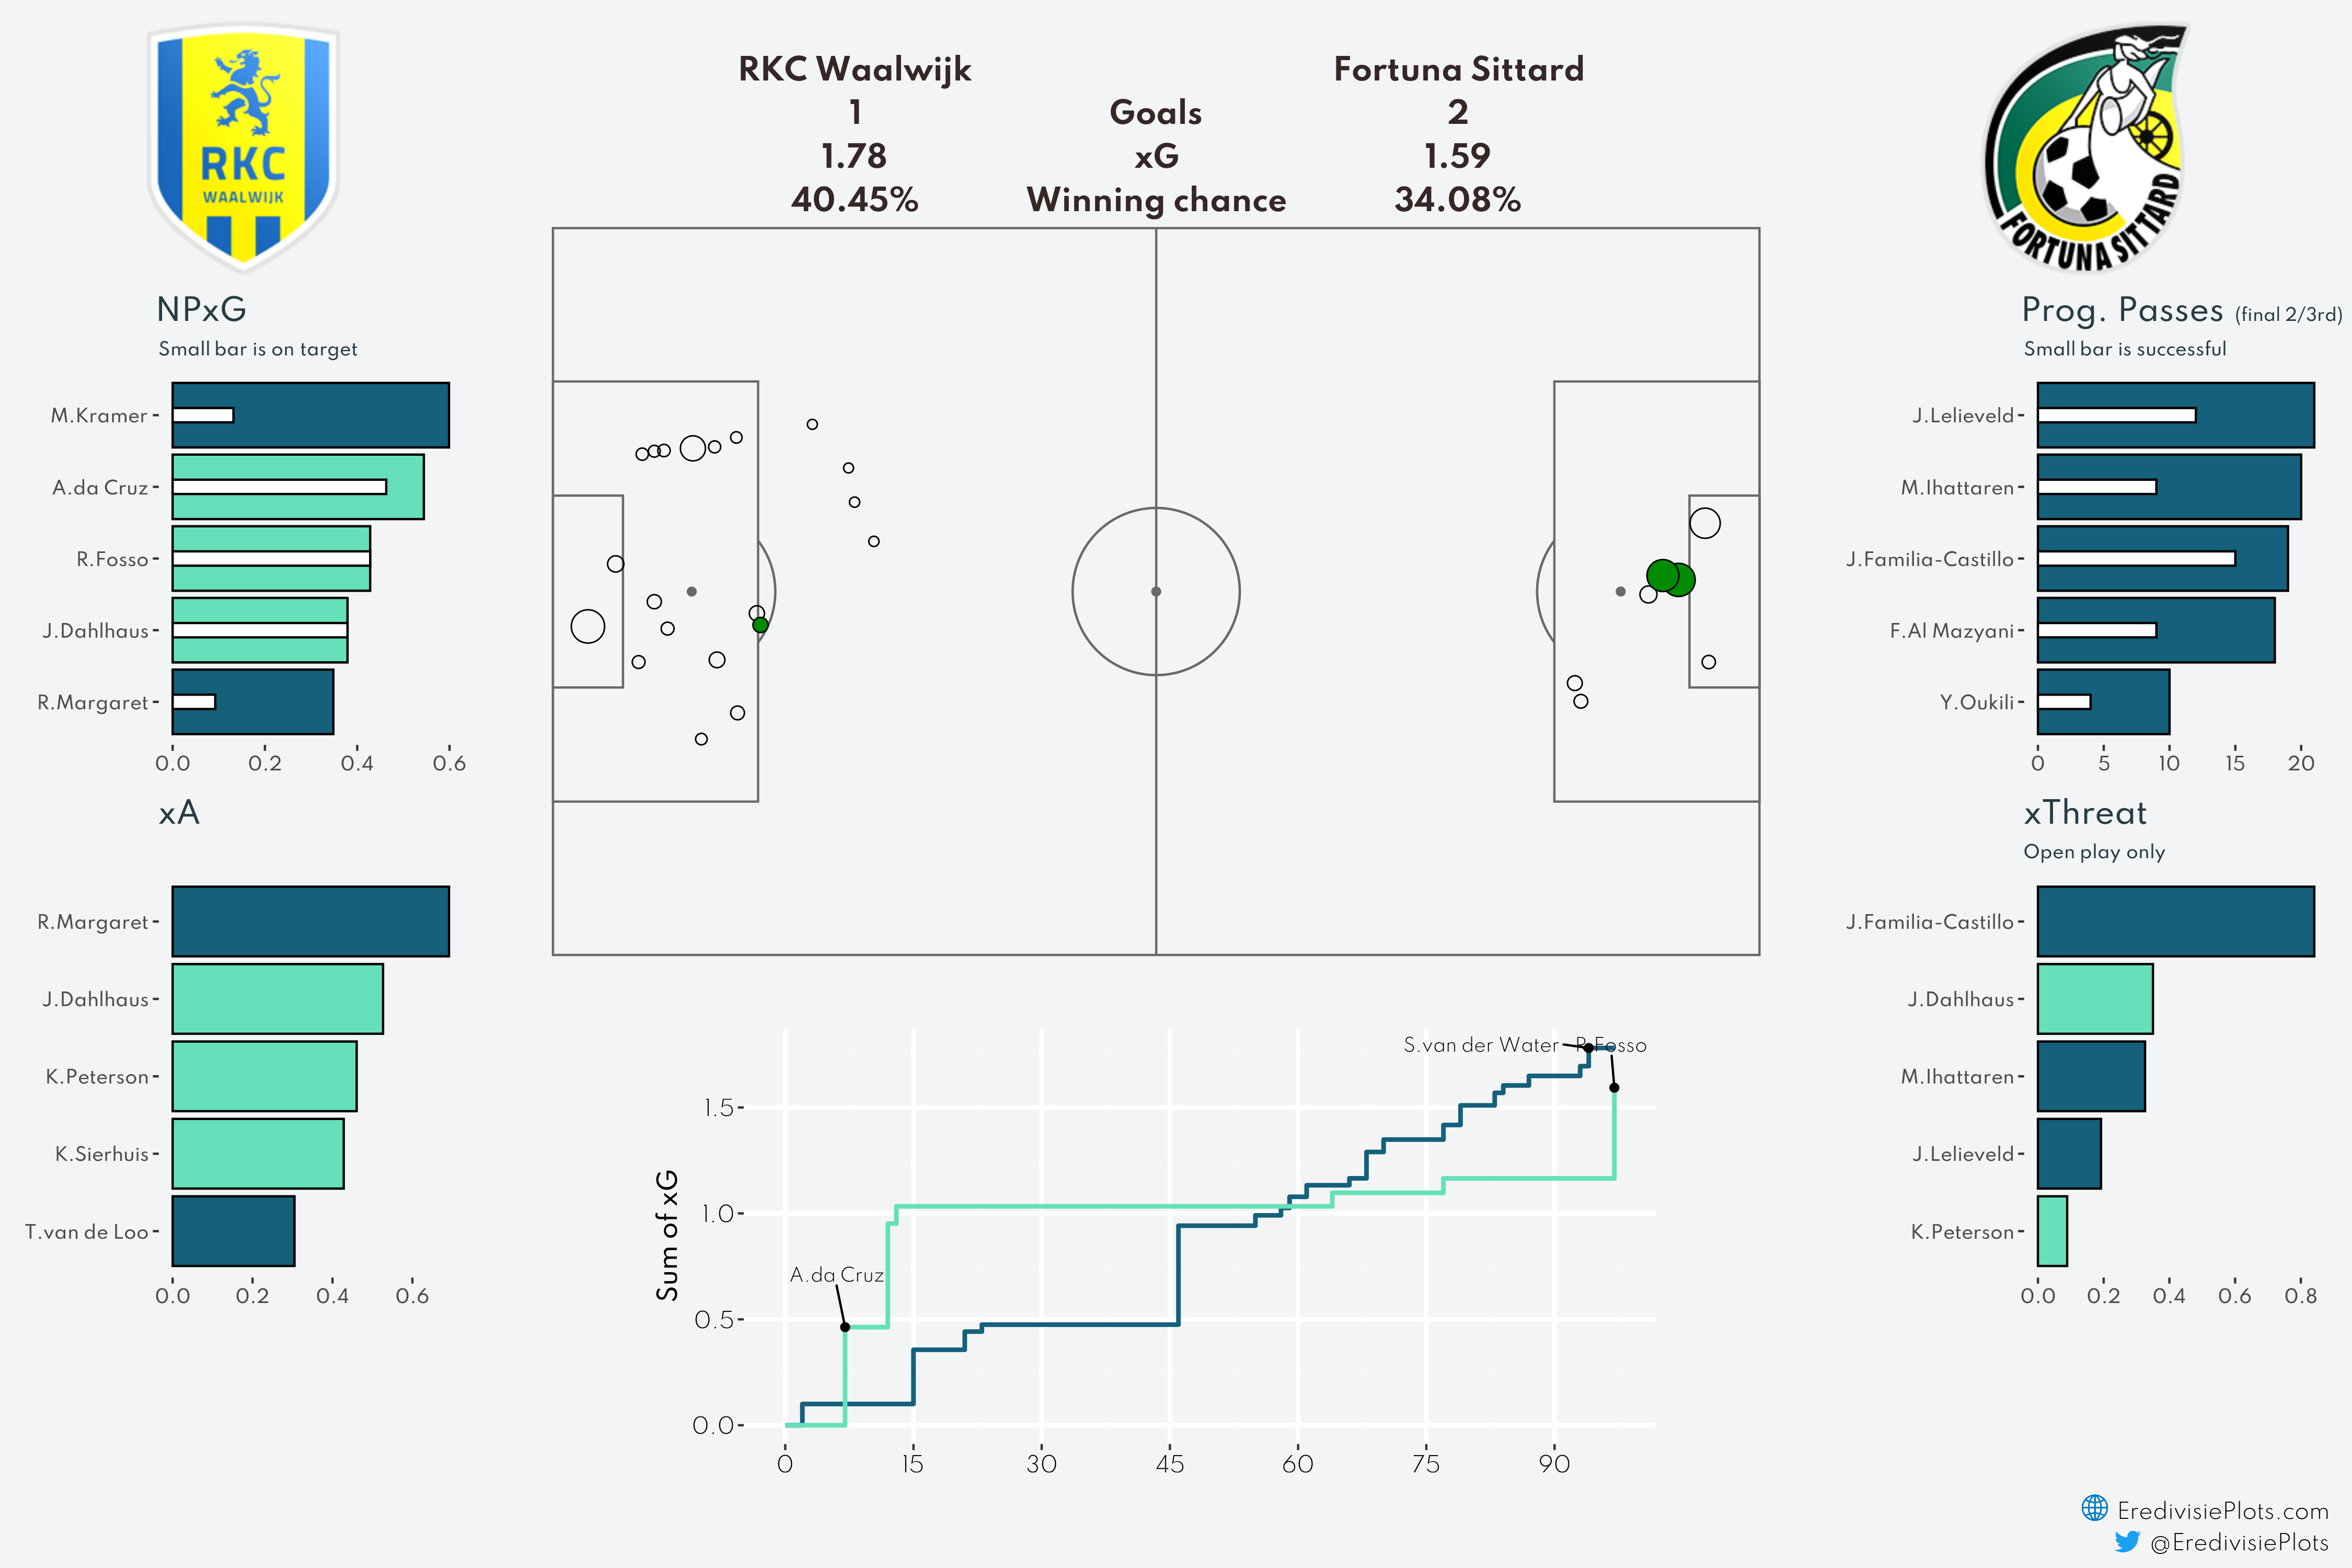 RKC
WAALWIJK
FORTUNA SITTARD
RKC Waalwijk Fortuna Sittard
1 Goals 2
1.78 xG 1.59
40.45% Winning chance 34.08%
NPxG
Small bar is on target
M.Kramer
A.da Cruz
R.Fosso
J.Dahlhaus
R.Margaret
0.0 0.2 0.4 0.6
xA
R.Margaret
J.Dahlhaus
K.Peterson
K.Sierhuis
T.van de Loo
0.0 0.2 0.4 0.6
S.van der Water R.Fosso
A.da Cruz
Sum of xG
1.5
1.0
0.5
0.0
0 15 30 45 60 75 90
Prog. Passes (final 2/3rd)
Small bar is successful
J.Lelieveld
M.Ihattaren
J.Familia-Castillo
F.Al Mazyani
Y.Oukili
0 5 10 15 20
xThreat
Open play only
J.Familia-Castillo
J.Dahlhaus
M.Ihattaren
J.Lelieveld
K.Peterson
0.0 0.2 0.4 0.6 0.8
EredivisiePlots.com
@EredivisiePlots